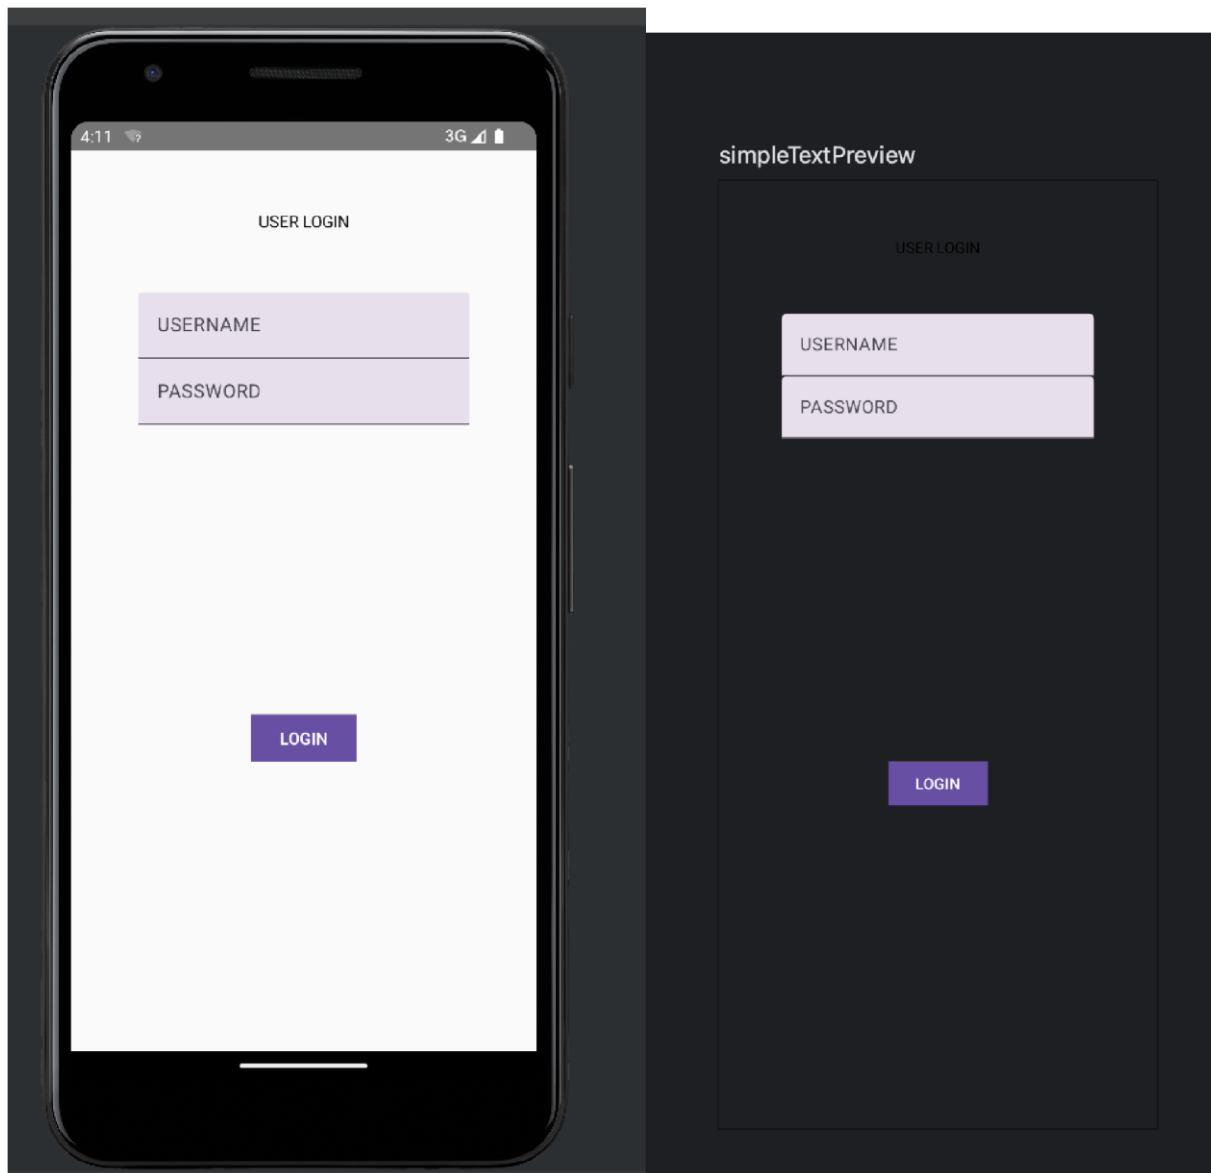 4:11
3G
USER LOGIN
USERNAME
PASSWORD
LOGIN
simpleTextPreview
USER LOGIN
USERNAME
PASSWORD
LOGIN